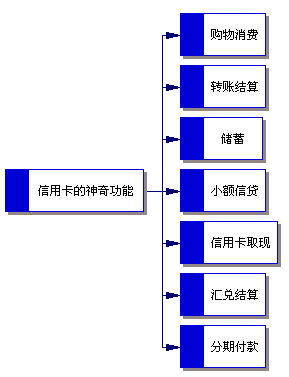 购物消费
转账结算
储蓄
信用卡的神奇功能
小额信贷
信用卡取现
汇兑结算
分期付款